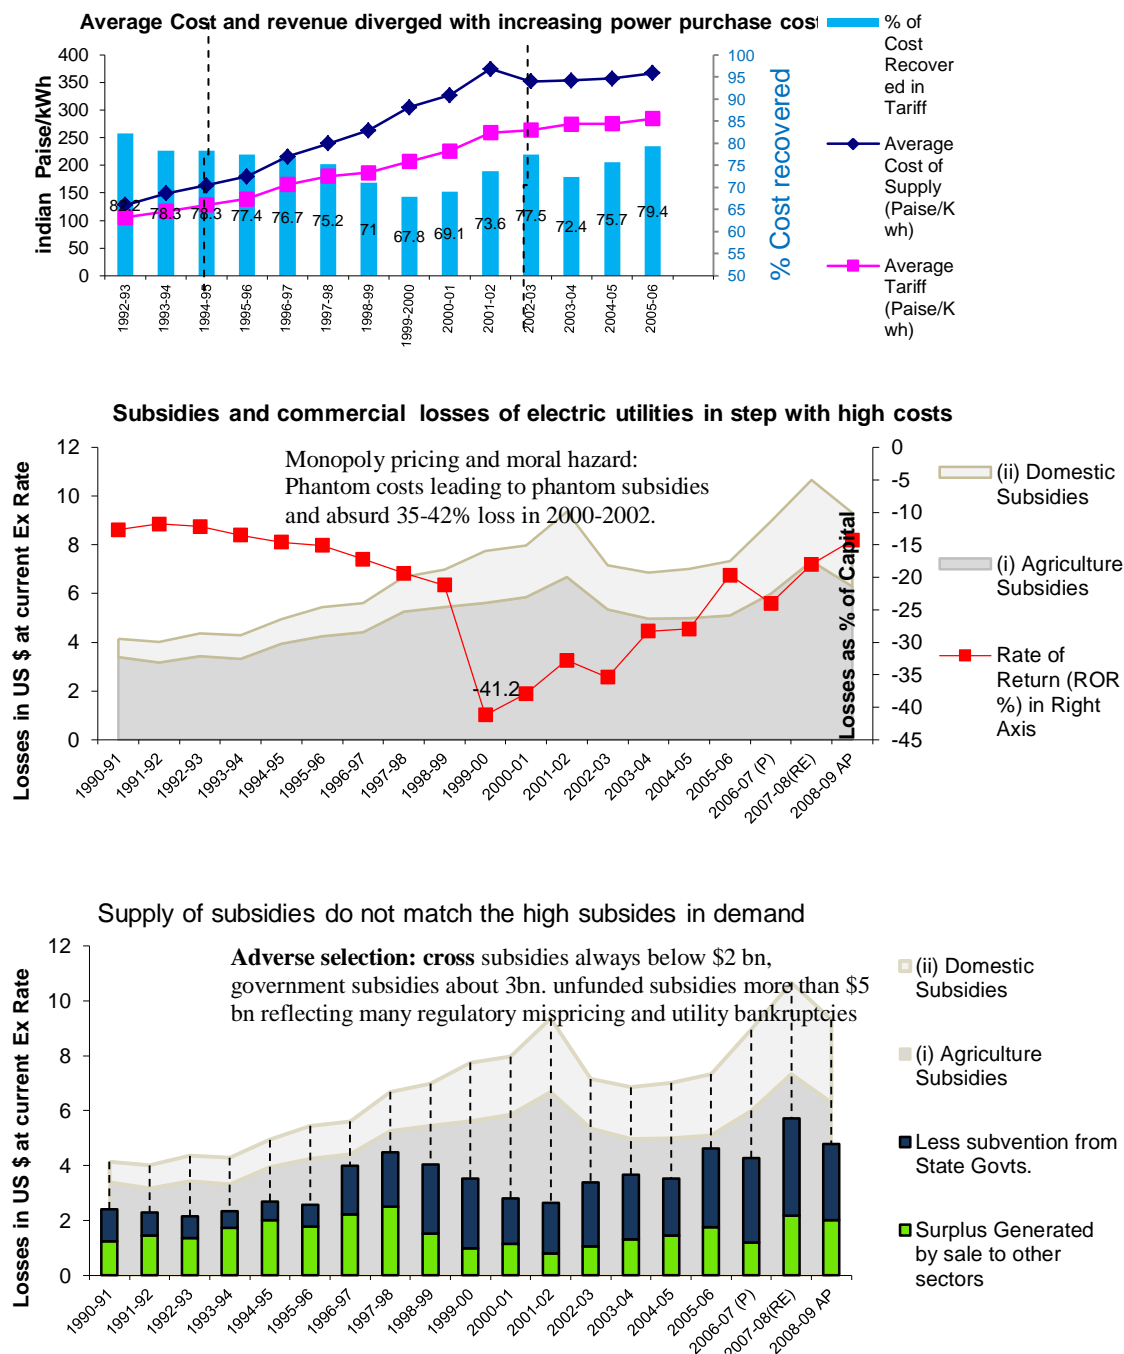 Average Cost and revenue diverged with increasing power purchase cost
400
350
300
250
200
150
100
50
0
indian Paise/kWh
100
95
90
85
80
75
70
65
60
55
50
% Cost recovered
82.2
78.3
78.3
77.4
76.7
75.2
71
67.8
69.1
73.6
77.5
72.4
75.7
79.4
1992-93
1993-94
1994-95
1995-96
1996-97
1997-98
1998-99
1999-2000
2000-01
2001-02
2002-03
2003-04
2004-05
2005-06
% of
Cost
Recover
ed in
Tariff
Average
Cost of
Supply
(Paise/K
wh)
Average
Tariff
(Paise/K
wh)
Subsidies and commercial losses of electric utilities in step with high costs
Monopoly pricing and moral hazard:
Phantom costs leading to phantom subsidies
and absurd 35-42% loss in 2000-2002.
12
10
8
6
4
2
0
Losses in US $ at current Ex Rate
0
-5
-10
-15
-20
-25
-30
-35
-40
-45
Losses as % of Capital
-41.2
1990-91
1991-92
1992-93
1993-94
1994-95
1995-96
1996-97
1997-98
1998-99
1999-00
2000-01
2001-02
2002-03
2003-04
2004-05
2005-06
2006-07 (P)
2007-08(RE)
2008-09 AP
(ii) Domestic
Subsidies
(i) Agriculture
Subsidies
Rate of
Return (ROR
%) in Right
Axis
Supply of subsidies do not match the high subsides in demand
Adverse selection: cross subsidies always below $2 bn,
government subsidies about 3bn. unfunded subsidies more than $5
bn reflecting many regulatory mispricing and utility bankruptcies
12
10
8
6
4
2
0
Losses in US $ at current Ex Rate
1990-91
1991-92
1992-93
1993-94
1994-95
1995-96
1996-97
1997-98
1998-99
1999-00
2000-01
2001-02
2002-03
2003-04
2004-05
2005-06
2006-07 (P)
2007-08(RE)
2008-09 AP
(ii) Domestic
Subsidies
(i) Agriculture
Subsidies
Less subvention from
State Govts.
Surplus Generated
by sale to other
sectors